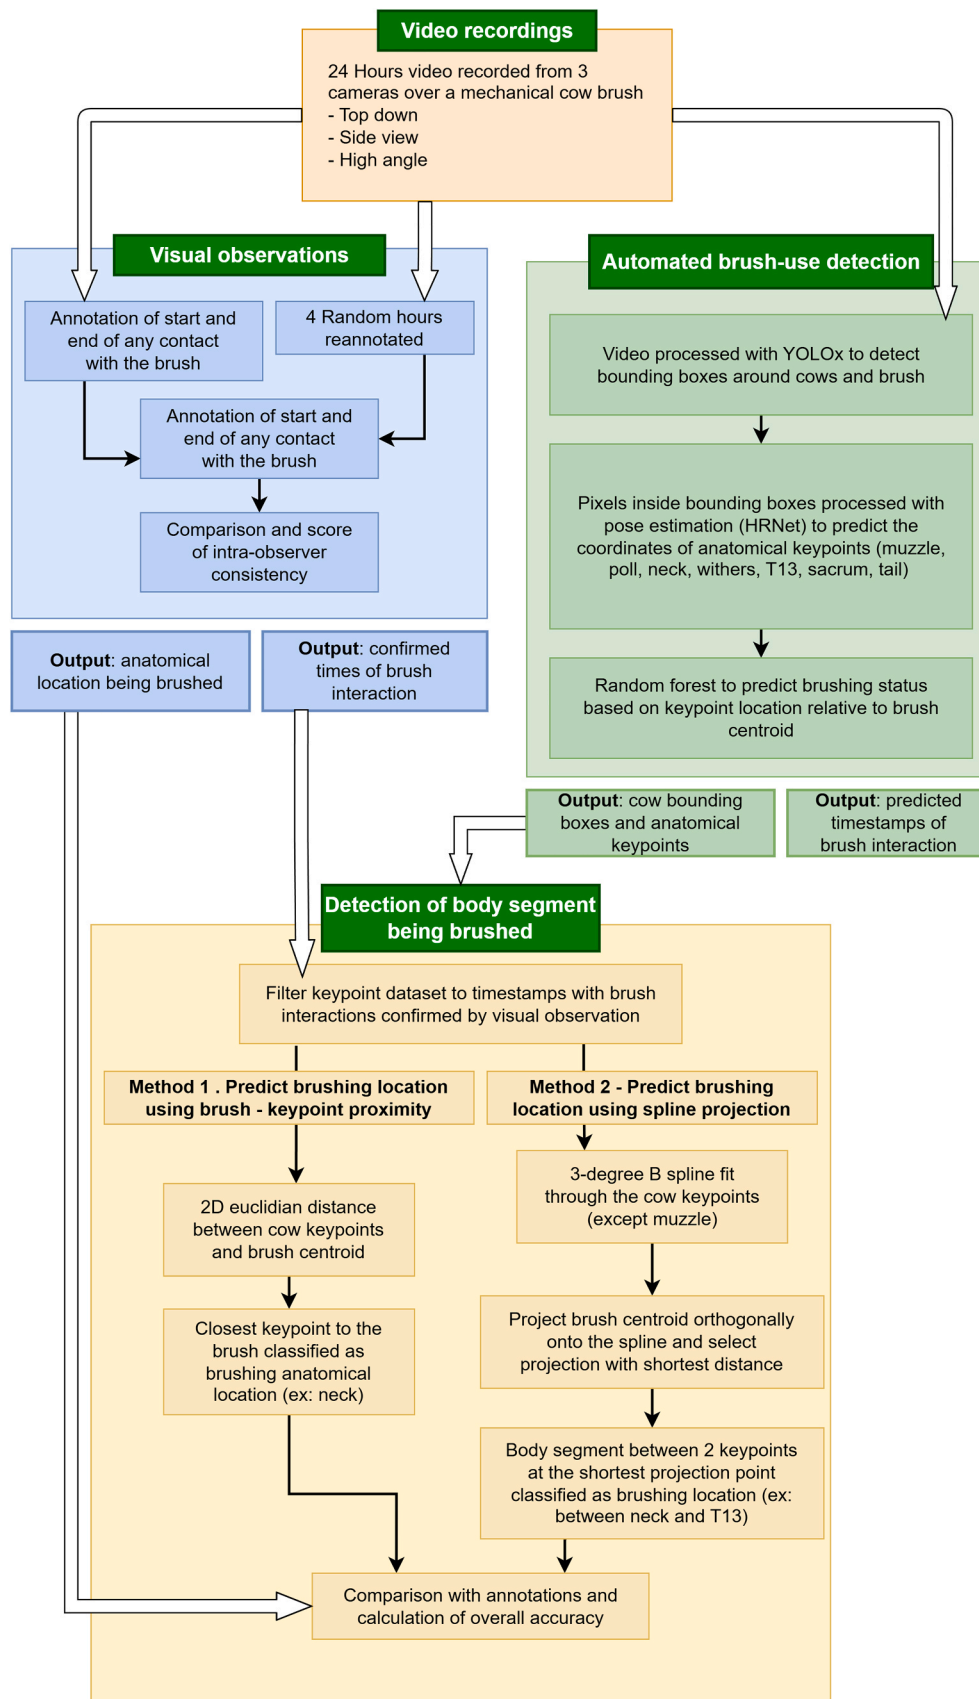 Video recordings
24 Hours video recorded from 3
cameras over a mechanical cow brush
- Top down
- Side view
- High angle
Visual observations
Annotation of start and
end of any contact
with the brush
4 Random hours
reannotated
Annotation of start and
end of any contact
with the brush
Comparison and score
of intra-observer
consistency
Output: anatomical
location being brushed
Output: confirmed
times of brush
interaction
Automated brush-use detection
Video processed with YOLOx to detect
bounding boxes around cows and brush
Pixels inside bounding boxes processed with
pose estimation (HRNet) to predict the
coordinates of anatomical keypoints (muzzle,
poll, neck, withers, T13, sacrum, tail)
Random forest to predict brushing status
based on keypoint location relative to brush
centroid
Output: cow bounding
boxes and anatomical
keypoints
Output: predicted
timestamps of
brush interaction
Detection of body segment
being brushed
Filter keypoint dataset to timestamps with brush
interactions confirmed by visual observation
Method 1 . Predict brushing location
using brush - keypoint proximity
2D euclidian distance
between cow keypoints
and brush centroid
Closest keypoint to the
brush classified as
brushing anatomical
location (ex: neck)
Method 2 - Predict brushing
location using spline projection
3-degree B spline fit
through the cow keypoints
(except muzzle)
Project brush centroid orthogonally
onto the spline and select
projection with shortest distance
Body segment between 2 keypoints
at the shortest projection point
classified as brushing location (ex:
between neck and T13)
Comparison with annotations and
calculation of overall accuracy